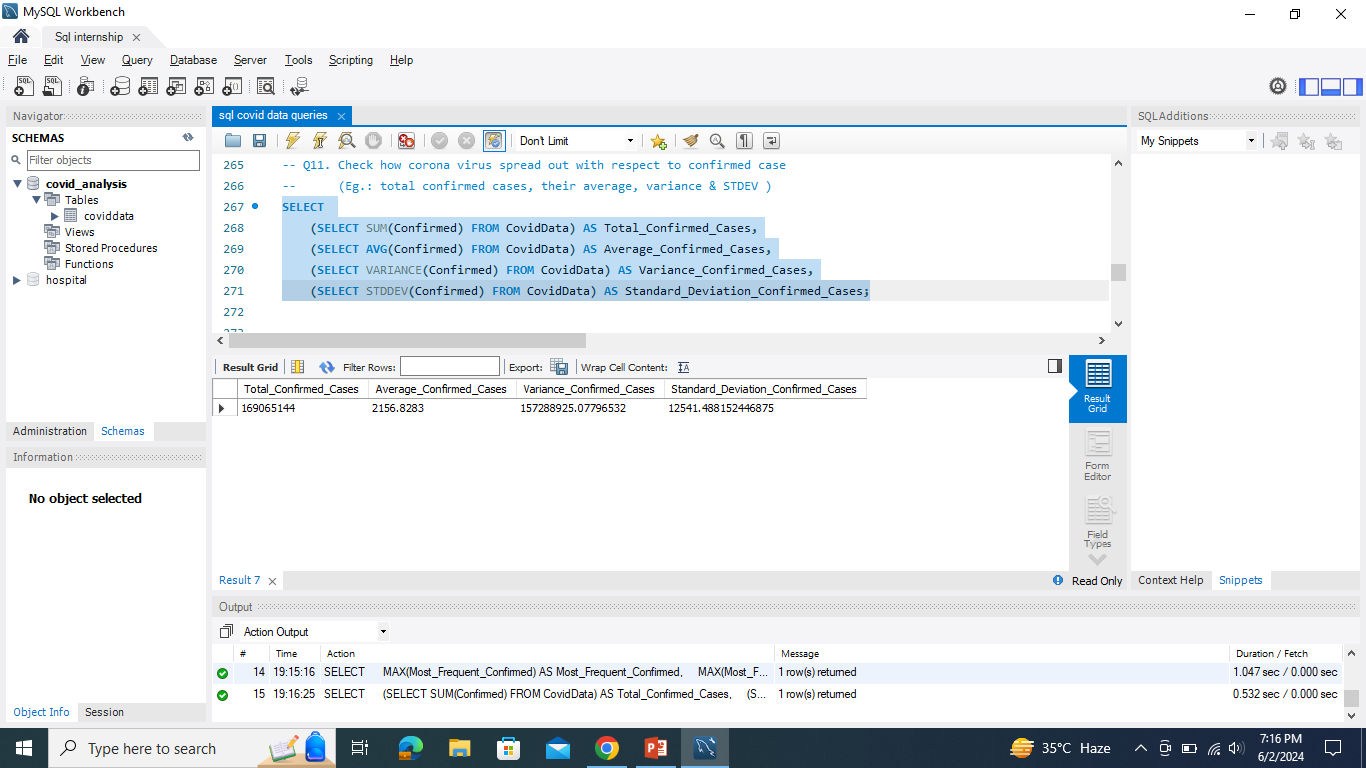 MySQL Workbench
Sql internship
File Edit View Query Database Server Tools Scripting Help
Navigator
SCHEMAS
Filter objects
covid_analysis
Tables
coviddata
Views
Stored Procedures
Functions
hospital
Administration Schemas
Information
No object selected
Object Info Session
sql covid data queries
Don't Limit
265 -- Q11. Check how corona virus spread out with respect to confirmed case
266 -- (Eg.: total confirmed cases, their average, variance & STDEV )
267 SELECT
268 (SELECT SUM(Confirmed) FROM CovidData) AS Total_Confirmed_Cases,
269 (SELECT AVG(Confirmed) FROM CovidData) AS Average_Confirmed_Cases,
270 (SELECT VARIANCE(Confirmed) FROM CovidData) AS Variance_Confirmed_Cases,
271 (SELECT STDDEV(Confirmed) FROM CovidData) AS Standard_Deviation_Confirmed_Cases;
272
Result Grid Filter Rows: Export: Wrap Cell Content:
Total_Confirmed_Cases Average_Confirmed_Cases Variance_Confirmed_Cases Standard_Deviation_Confirmed_Cases
169065144 2156.8283 157288925.07796532 12541.488152446875
Result
Grid
Form
Editor
Field
Types
Result 7
Read Only
SQLAdditions
My Snippets
Context Help Snippets
Output
Action Output
# Time Action Message Duration / Fetch
14 19:15:16 SELECT MAX(Most_Frequent_Confirmed) AS Most_Frequent_Confirmed, MAX(Most_F... 1 row(s) returned 1.047 sec / 0.000 sec
15 19:16:25 SELECT (SELECT SUM(Confirmed) FROM CovidData) AS Total_Confirmed_Cases, (S... 1 row(s) returned 0.532 sec / 0.000 sec
Type here to search
35°C Haze
7:16 PM
6/2/2024